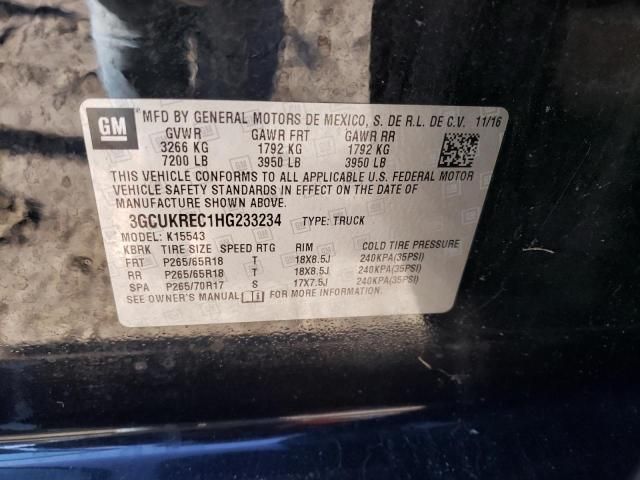 GM
MFD BY GENERAL MOTORS DE MEXICO, S. DE R.L. DE C.V. 11/16
GVWR GAWR FRT GAWR RR
3266 KG 1792 KG 1792 KG
7200 LB 3950 LB 3950 LB
THIS VEHICLE CONFORMS TO ALL APPLICABLE U.S. FEDERAL MOTOR
VEHICLE SAFETY STANDARDS IN EFFECT ON THE DATE OF
MANUFACTURE SHOWN ABOVE.
3GCUKREC1HG233234 TYPE: TRUCK
MODEL: K15543
KBRK TIRE SIZE SPEED RTG RIM COLD TIRE PRESSURE
FRT P265/65R18 T 18X8.5J 240KPA(35PSI)
RR P265/65R18 T 18X8.5J 240KPA(35PSI)
SPA P265/70R17 S 17X7.5J 240KPA(35PSI)
SEE OWNER'S MANUAL FOR MORE INFORMATION.